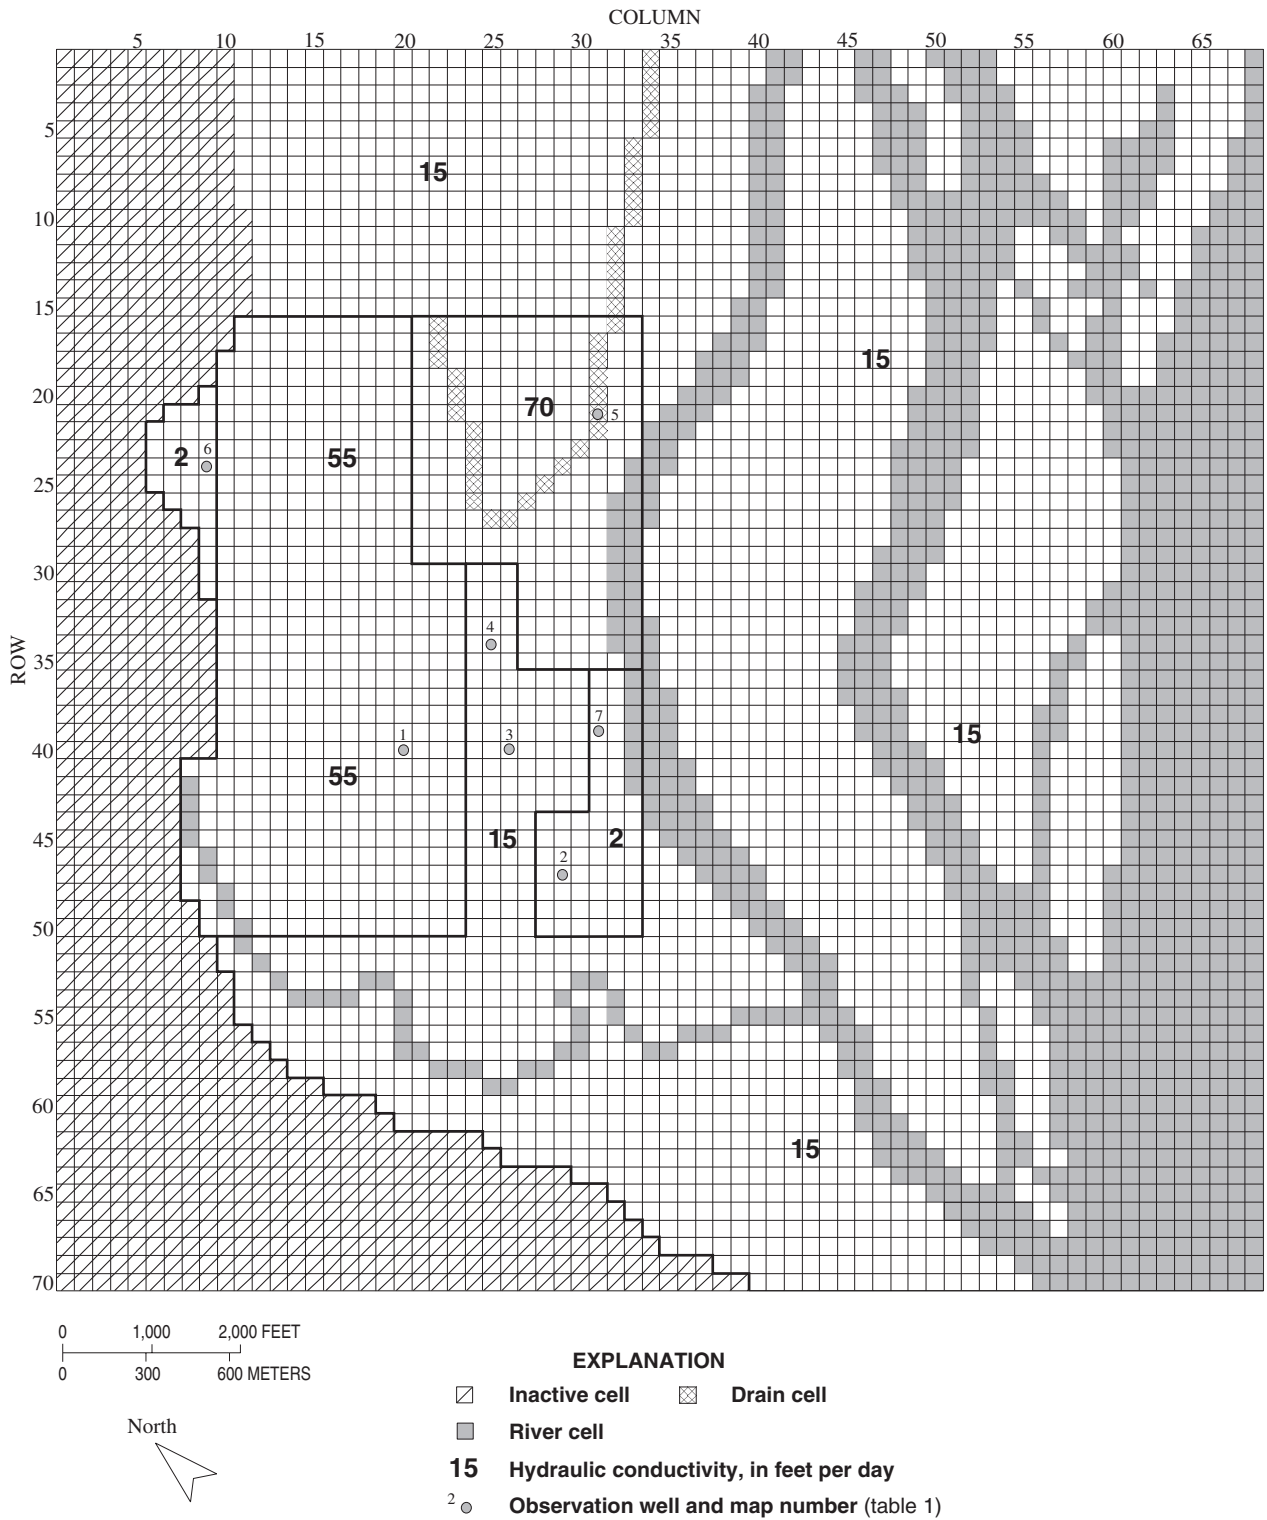 COLUMN
5 10 15 20 25 30 35 40 45 50 55 60 65
ROW
5
15
10
15
15
20
70
5
2
6
55
25
30
4
35
7
1
3
15
40
55
45
15
2
2
50
55
60
15
65
70
0 1,000 2,000 FEET
0 300 600 METERS
North
EXPLANATION
Inactive cell Drain cell
River cell
15 Hydraulic conductivity, in feet per day
2 Observation well and map number (table 1)